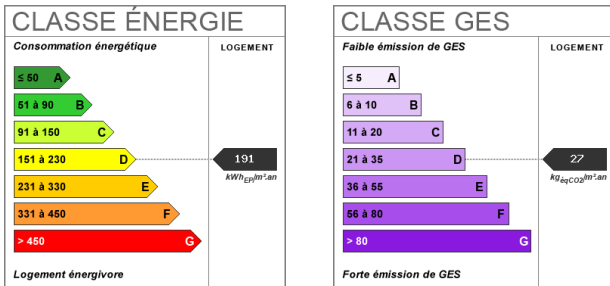 CLASSE ÉNERGIE
Consommation énergétique
LOGEMENT
≤ 50 A
51 à 90 B
91 à 150 C
151 à 230 D
191
kWhEP/m².an
231 à 330 E
331 à 450 F
> 450 G
Logement énergivore
CLASSE GES
Faible émission de GES
LOGEMENT
≤ 5 A
6 à 10 B
11 à 20 C
21 à 35 D
27
kgéqCO2/m².an
36 à 55 E
56 à 80 F
> 80 G
Forte émission de GES